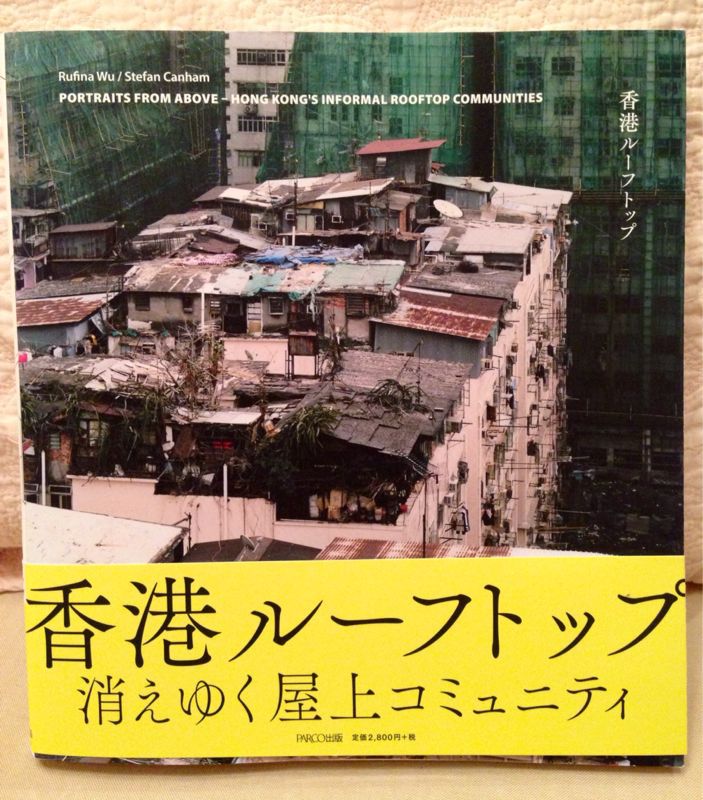 Rufina Wu / Stefan Canham
PORTRAITS FROM ABOVE – HONG KONG'S INFORMAL ROOFTOP COMMUNITIES
香港ルーフトップ
香港ルーフトップ
消えゆく屋上コミュニティ
PARCO出版 定価2,800円+税